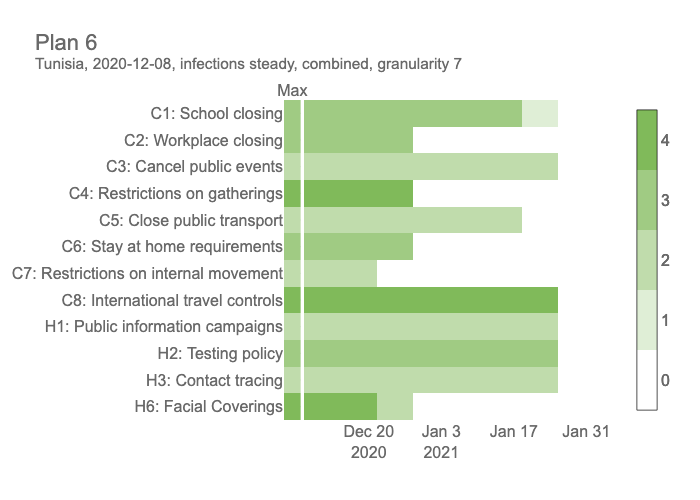 Plan 6
Tunisia, 2020-12-08, infections steady, combined, granularity 7
Max
C1: School closing
C2: Workplace closing
C3: Cancel public events
C4: Restrictions on gatherings
C5: Close public transport
C6: Stay at home requirements
C7: Restrictions on internal movement
C8: International travel controls
H1: Public information campaigns
H2: Testing policy
H3: Contact tracing
H6: Facial Coverings
Dec 20 Jan 3 Jan 17 Jan 31
2020 2021
4
3
2
1
0